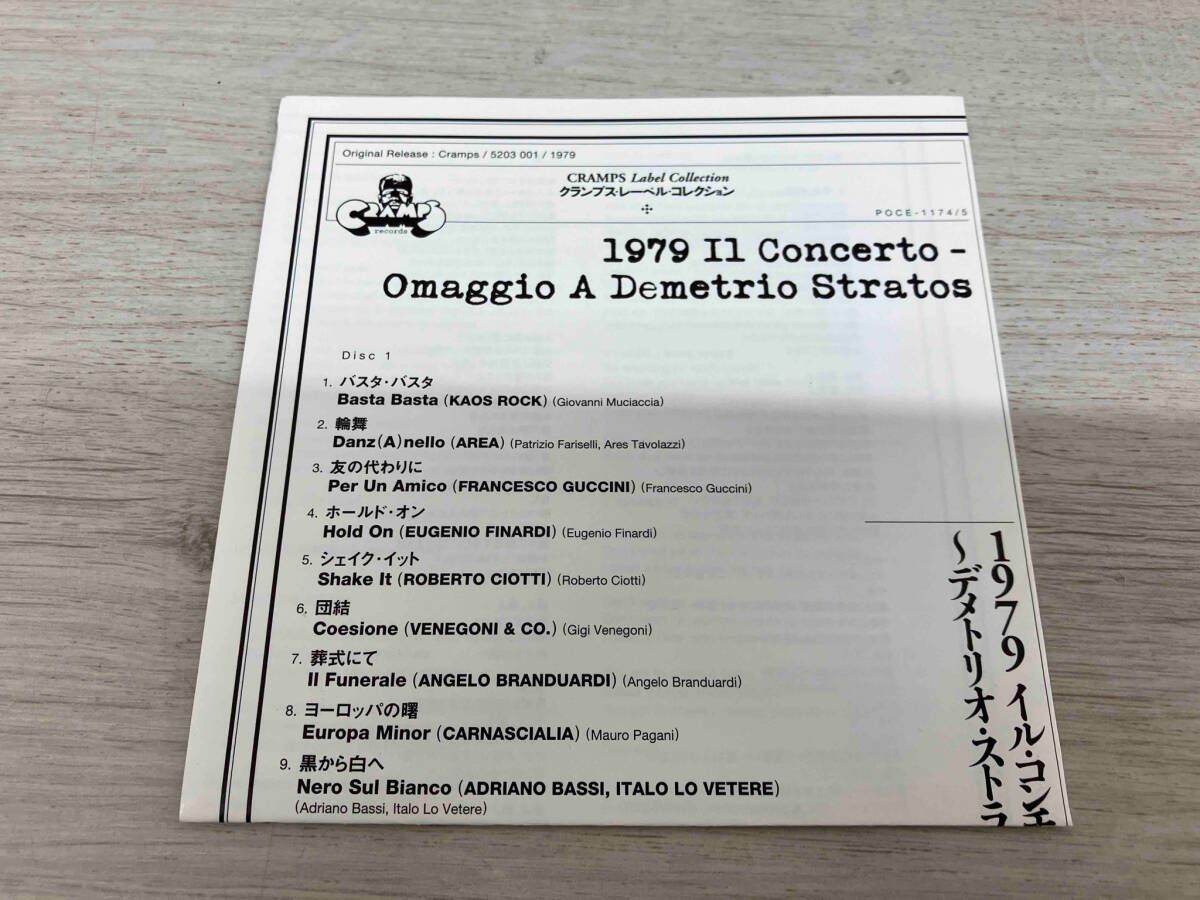 Original Release : Cramps / 5203 001 / 1979
CRAMPS Label Collection
クランプス・レーベル・コレクション
CRAMPS
records
POCE-1174/5
1979 Il Concerto –
Omaggio A Demetrio Stratos
Disc 1
1. バスタ・バスタ
Basta Basta (KAOS ROCK) (Giovanni Muciaccia)
2. 輪舞
Danz(A)nello (AREA) (Patrizio Fariselli, Ares Tavolazzi)
3. 友の代わりに
Per Un Amico (FRANCESCO GUCCINI) (Francesco Guccini)
4. ホールド・オン
Hold On (EUGENIO FINARDI) (Eugenio Finardi)
5. シェイク・イット
Shake It (ROBERTO CIOTTI) (Roberto Ciotti)
6. 団結
Coesione (VENEGONI & CO.) (Gigi Venegoni)
7. 葬式にて
Il Funerale (ANGELO BRANDUARDI) (Angelo Branduardi)
8. ヨーロッパの曙
Europa Minor (CARNASCIALIA) (Mauro Pagani)
9. 黒から白へ
Nero Sul Bianco (ADRIANO BASSI, ITALO LO VETERE)
(Adriano Bassi, Italo Lo Vetere)
1979 イル・コンエ
～デメトリオ・ストラ